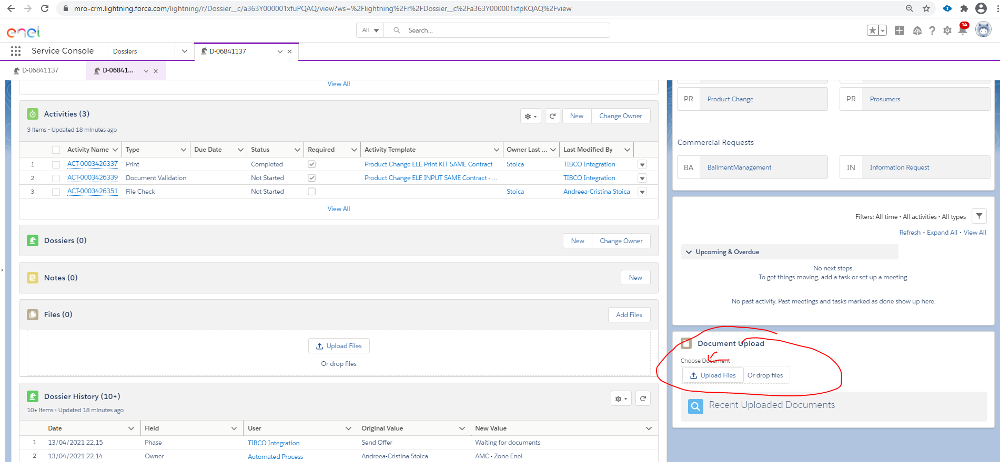 mro-crm.lightning.force.com/lightning/r/Dossier__c/a363Y000001xfuPQAQ/view?ws=%2Flightning%2Fr%2FDossier__c%2Fa363Y000001xfpKQAQ%2Fview
enel
All
Search...
14
Service Console
Dossiers
D-06841137
D-06841137
D-06841...
View All
Activities (3)
New
Change Owner
3 items • Updated 18 minutes ago
Activity Name Type Due Date Status Required Activity Template Owner Last ... Last Modified By
1 ACT-0003426337 Print Completed Product Change ELE Print KIT SAME Contract Stoica TIBCO Integration
2 ACT-0003426339 Document Validation Not Started Product Change ELE INPUT SAME Contract - ... TIBCO Integration
3 ACT-0003426351 File Check Not Started Stoica Andreea-Cristina Stoica
View All
Dossiers (0)
New
Change Owner
Notes (0)
New
Files (0)
Add Files
Upload Files
Or drop files
Dossier History (10+)
10+ items • Updated 18 minutes ago
Date Field User Original Value New Value
1 13/04/2021 22.15 Phase TIBCO Integration Send Offer Waiting for documents
2 13/04/2021 22.14 Owner Automated Process Andreea-Cristina Stoica AMC - Zone Enel
PR Product Change
PR Prosumers
Commercial Requests
BA BailmentManagement
IN Information Request
Filters: All time • All activities • All types
Refresh • Expand All • View All
Upcoming & Overdue
No next steps.
To get things moving, add a task or set up a meeting.
No past activity. Past meetings and tasks marked as done show up here.
Document Upload
Choose Document
Upload Files
Or drop files
Recent Uploaded Documents